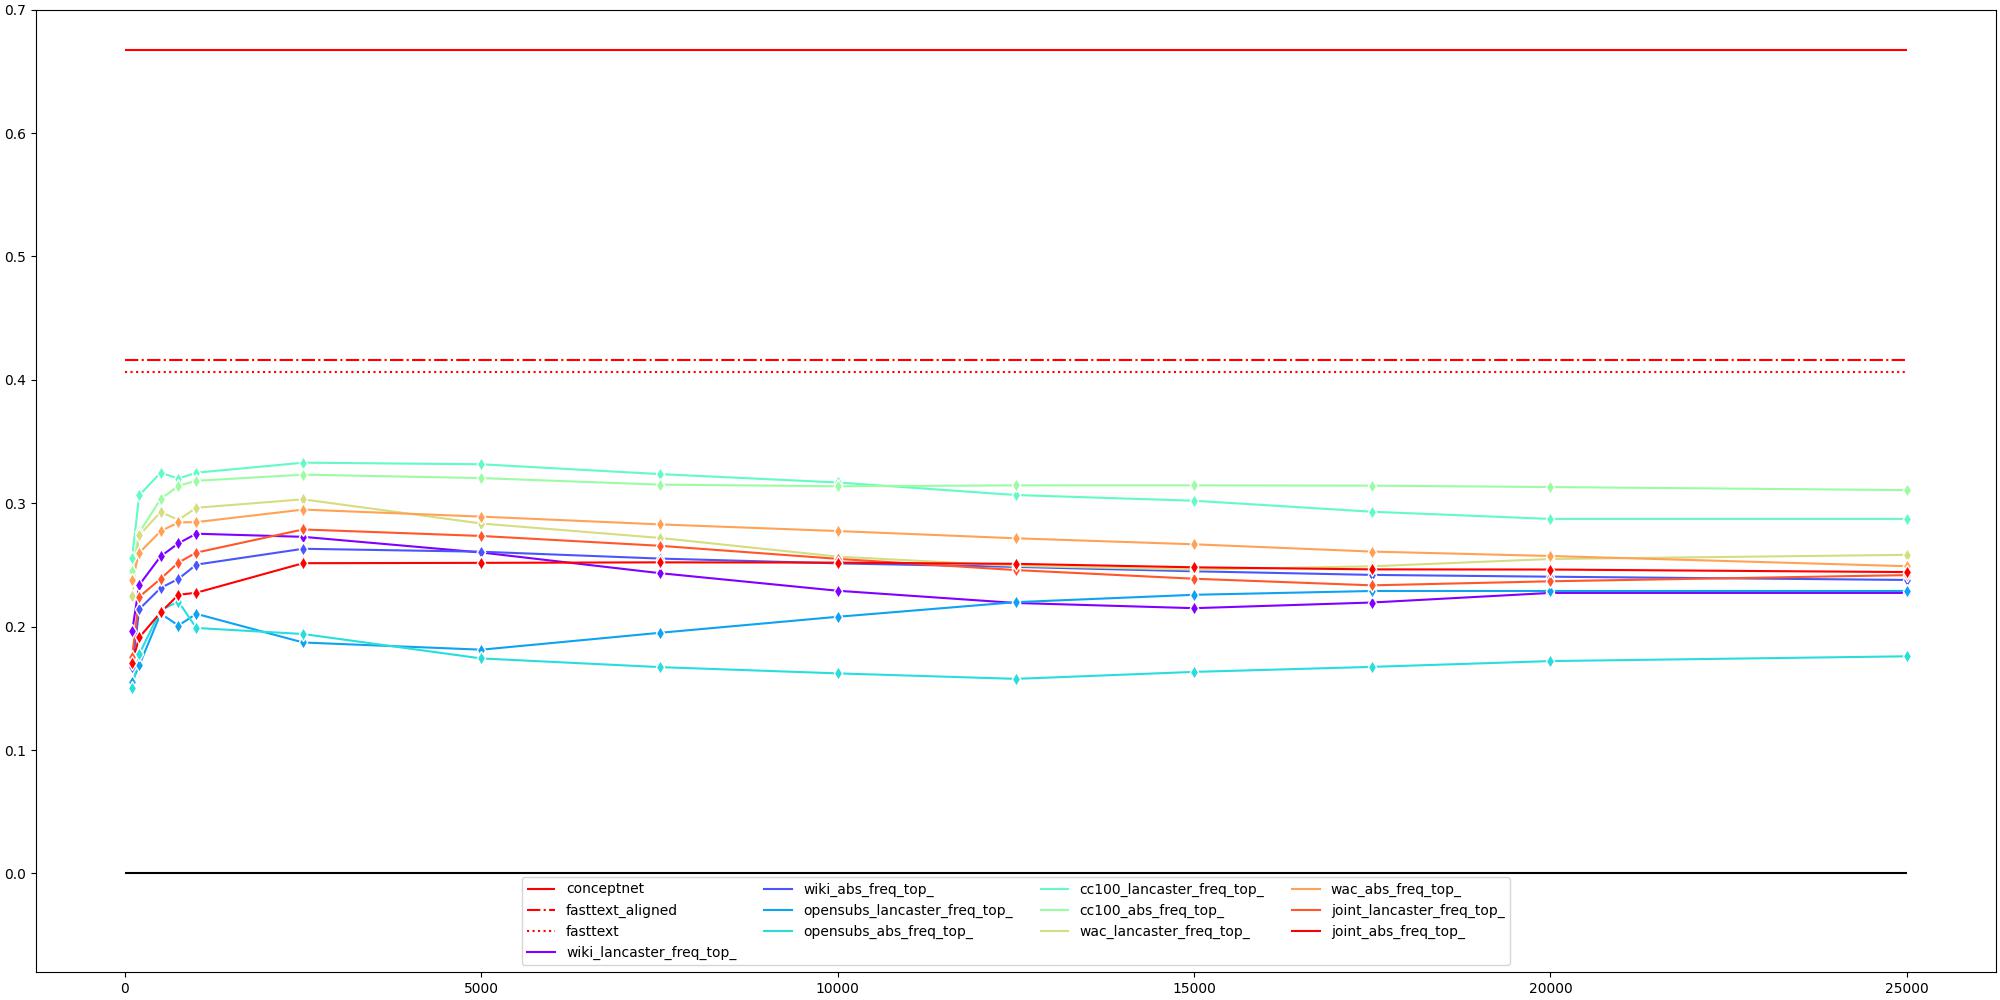 0.7
0.6
0.5
0.4
0.3
0.2
0.1
0.0
conceptnet
fasttext_aligned
fasttext
wiki_lancaster_freq_top_
wiki_abs_freq_top_
opensubs_lancaster_freq_top_
opensubs_abs_freq_top_
cc100_lancaster_freq_top_
cc100_abs_freq_top_
wac_lancaster_freq_top_
wac_abs_freq_top_
joint_lancaster_freq_top_
joint_abs_freq_top_
0 5000 10000 15000 20000 25000